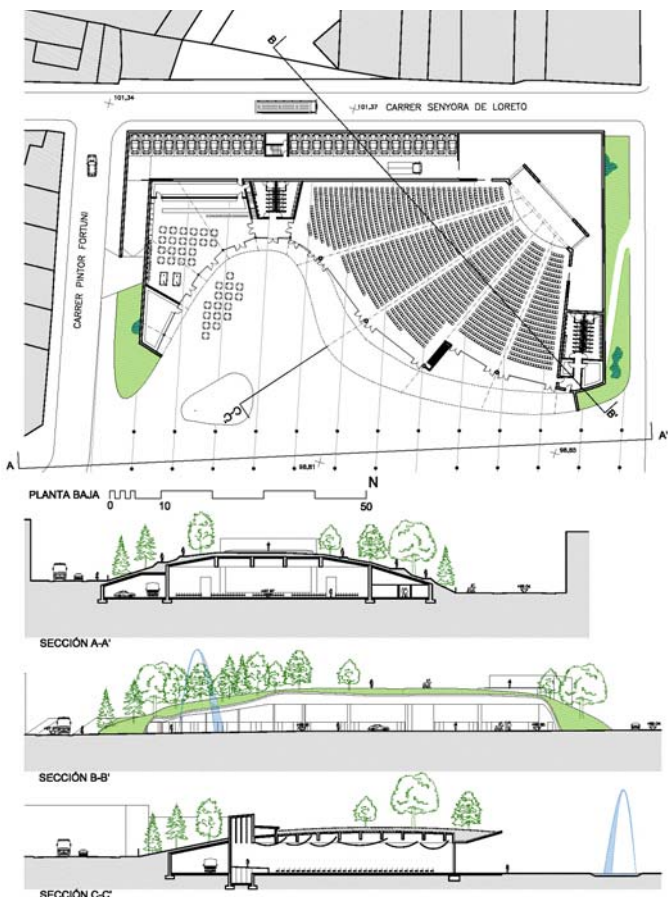 B
101,34
101,37 CARRER SENYORA DE LORETO
CARRER PINTOR FORTUNI
C-C'
B'
A
A'
98,81
98,80
N
PLANTA BAJA
0 10 50
SECCIÓN A-A'
SECCIÓN B-B'
SECCIÓN C-C'